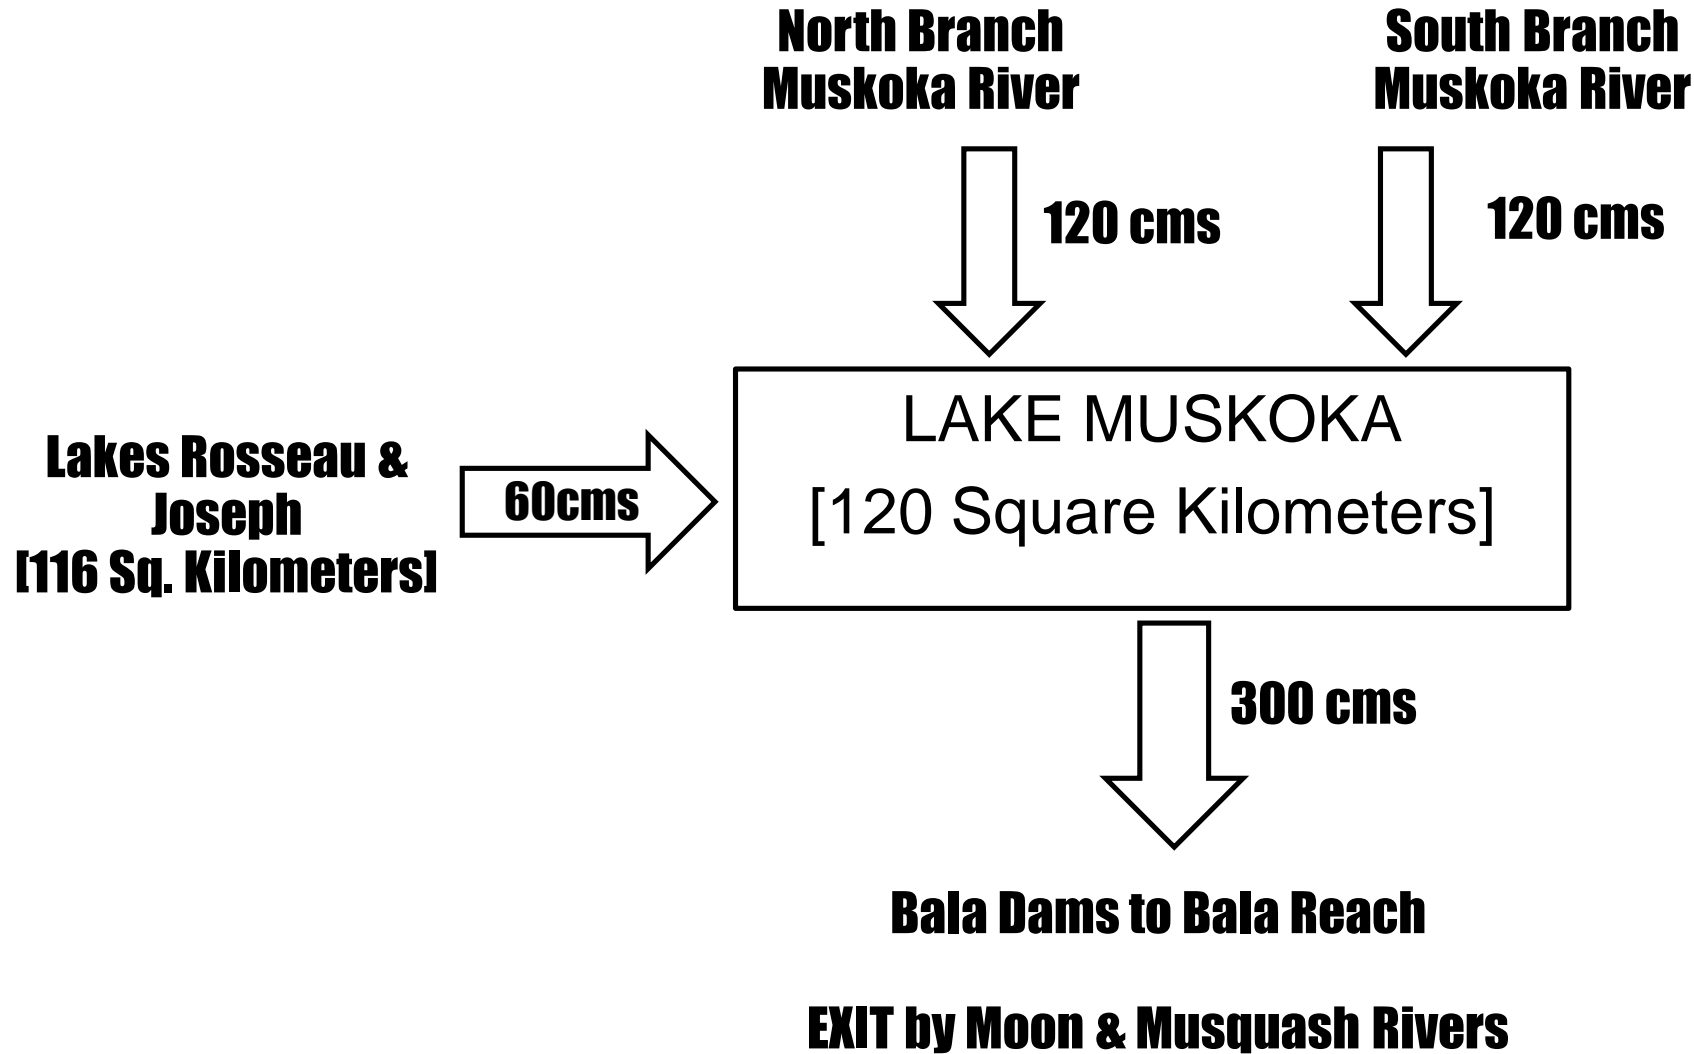 North Branch
Muskoka River
South Branch
Muskoka River
120 cms
120 cms
LAKE MUSKOKA
[120 Square Kilometers]
Lakes Rosseau &
Joseph
[116 Sq. Kilometers]
60cms
300 cms
Bala Dams to Bala Reach
EXIT by Moon & Musquash Rivers